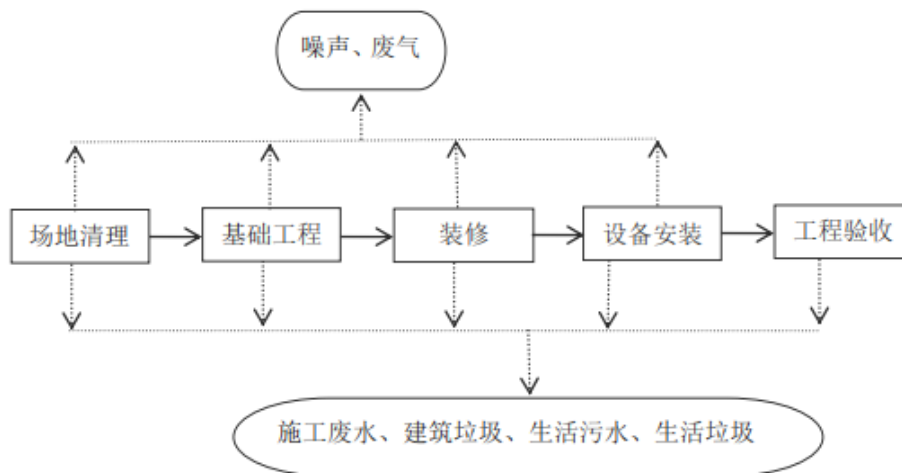 噪声、废气
场地清理
基础工程
装修
设备安装
工程验收
施工废水、建筑垃圾、生活污水、生活垃圾